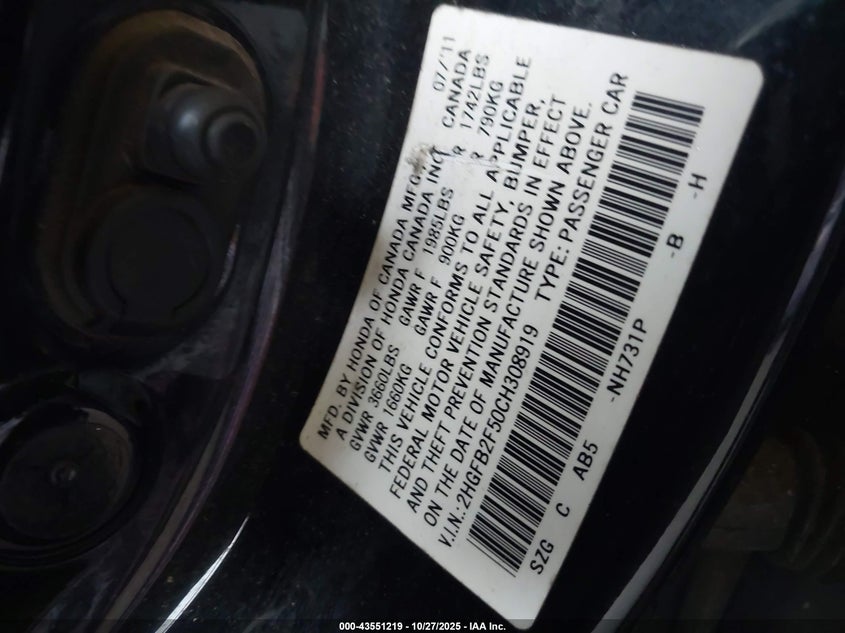 MFD. BY HONDA OF CANADA MFG. 07/'11
A DIVISION OF HONDA CANADA INC. CANADA
GVWR 3660LBS GAWR F 1985LBS R 1742LBS
GVWR 1660KG GAWR F 900KG R 790KG
THIS VEHICLE CONFORMS TO ALL APPLICABLE
FEDERAL MOTOR VEHICLE SAFETY, BUMPER,
AND THEFT PREVENTION STANDARDS IN EFFECT
ON THE DATE OF MANUFACTURE SHOWN ABOVE.
V.I.N.: 2HGFB2F50CH308919 TYPE: PASSENGER CAR
SZG C AB5 -NH731P -B -H
000-43551219 - 10/27/2025 - IAA Inc.